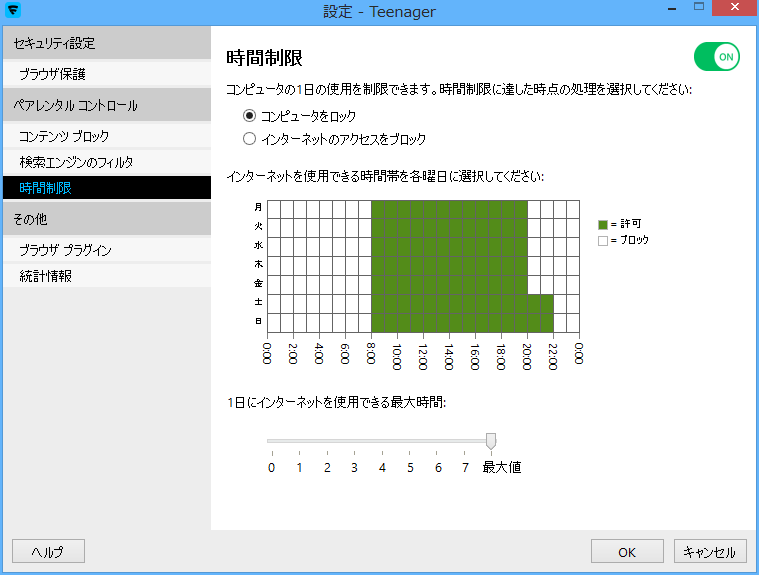 設定 - Teenager
セキュリティ設定
ブラウザ保護
ペアレンタル コントロール
コンテンツ ブロック
検索エンジンのフィルタ
時間制限
その他
ブラウザ プラグイン
統計情報
時間制限
ON
コンピュータの1日の使用を制限できます。時間制限に達した時点の処理を選択してください:
コンピュータをロック
インターネットのアクセスをブロック
インターネットを使用できる時間帯を各曜日に選択してください:
月
火
水
木
金
土
日
= 許可
= ブロック
0:00 2:00 4:00 6:00 8:00 10:00 12:00 14:00 16:00 18:00 20:00 22:00 0:00
1日にインターネットを使用できる最大時間:
0 1 2 3 4 5 6 7 最大値
ヘルプ
OK
キャンセル